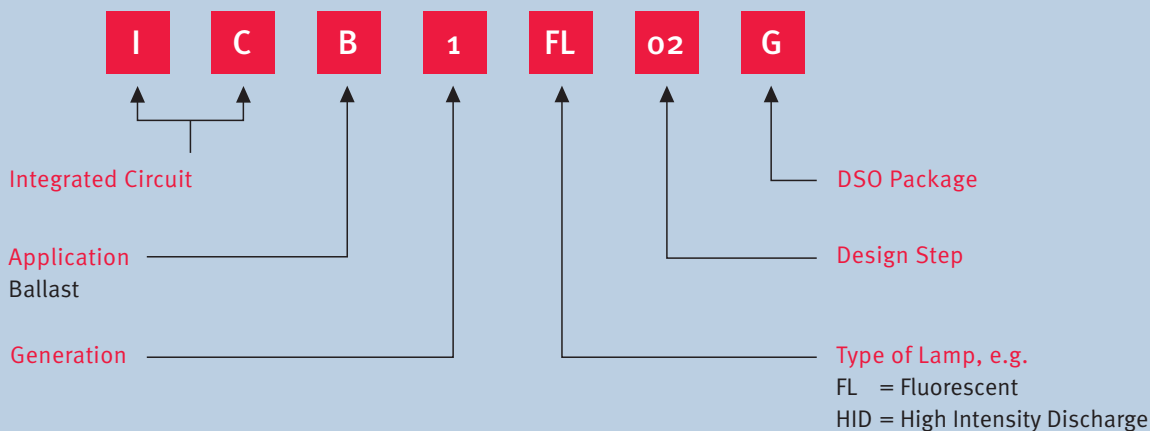 I C B 1 FL 02 G
Integrated Circuit
DSO Package
Application
Ballast
Design Step
Generation
Type of Lamp, e.g.
FL = Fluorescent
HID = High Intensity Discharge